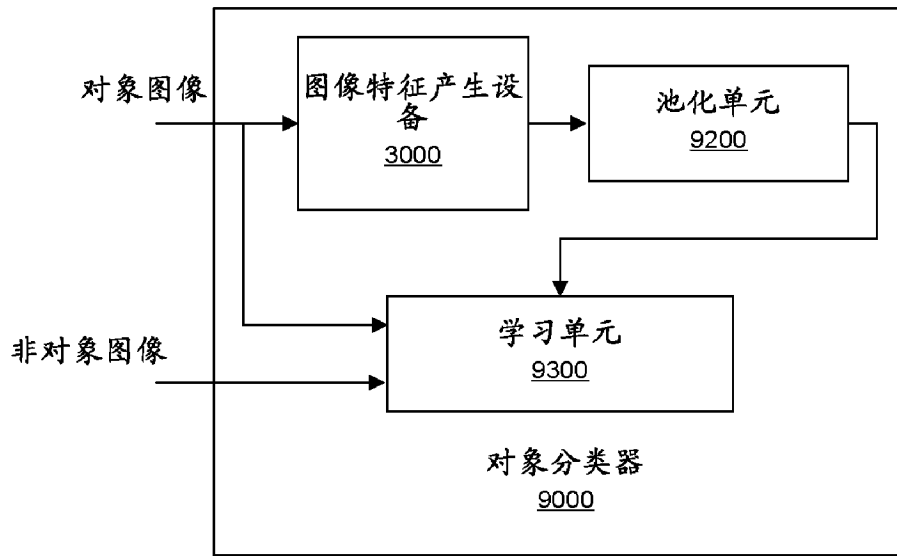 对象图像
图像特征产生设
备
3000
池化单元
9200
非对象图像
学习单元
9300
对象分类器
9000